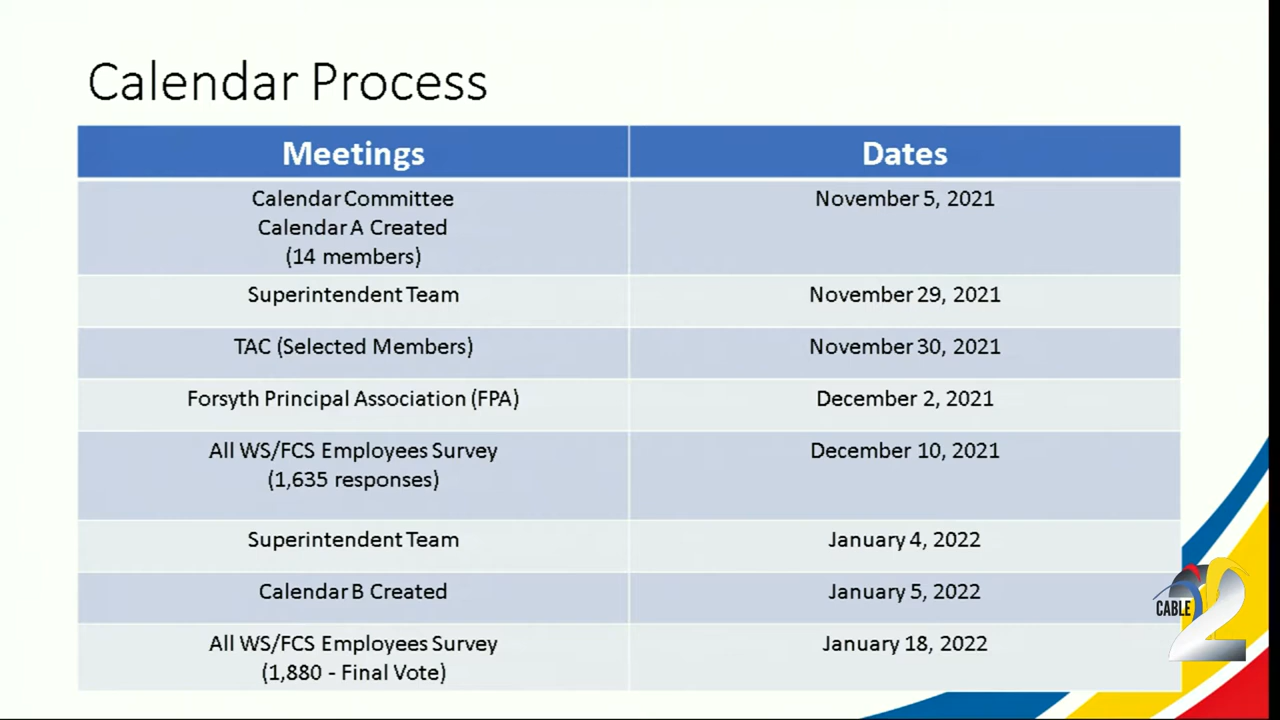 Calendar Process
Meetings
Dates
Calendar Committee
Calendar A Created
(14 members)
November 5, 2021
Superintendent Team
November 29, 2021
TAC (Selected Members)
November 30, 2021
Forsyth Principal Association (FPA)
December 2, 2021
All WS/FCS Employees Survey
(1,635 responses)
December 10, 2021
Superintendent Team
January 4, 2022
Calendar B Created
January 5, 2022
All WS/FCS Employees Survey
(1,880 - Final Vote)
January 18, 2022
CABLE 2